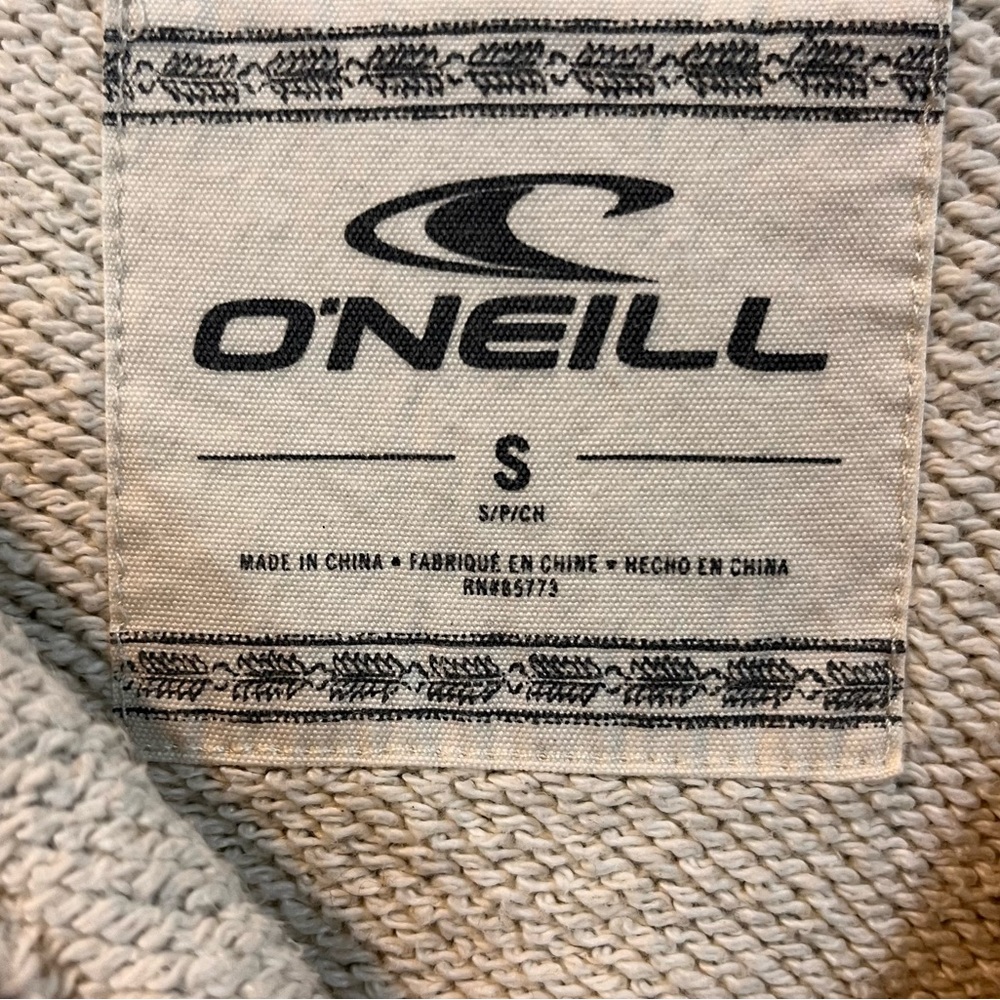 O'NEILL
S
S/P/CH
MADE IN CHINA • FABRIQUÉ EN CHINE • HECHO EN CHINA
RN#85773